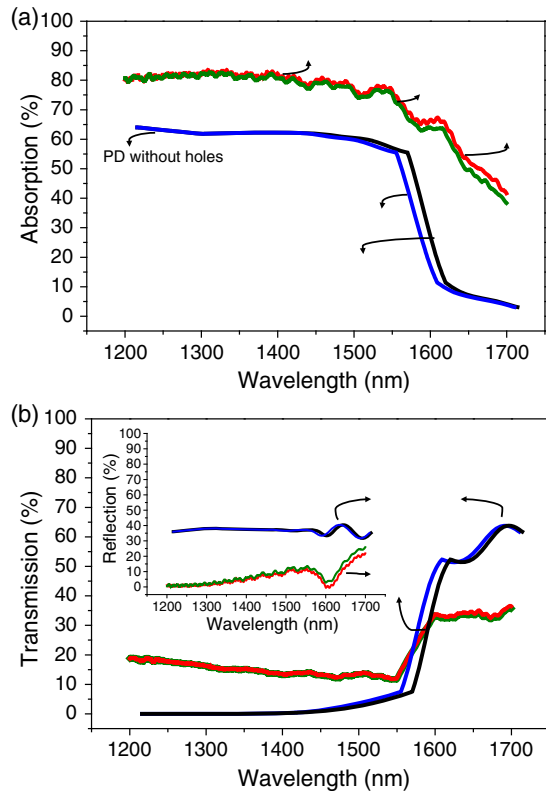 (a)
100
90
80
70
60
50
40
30
20
10
0
Absorption (%)
PD without holes
1200 1300 1400 1500 1600 1700
Wavelength (nm)
(b)
100
90
80
70
60
50
40
30
20
10
0
Transmission (%)
100
90
80
70
60
50
40
30
20
10
0
Reflection (%)
1200 1300 1400 1500 1600 1700
Wavelength (nm)
1200 1300 1400 1500 1600 1700
Wavelength (nm)